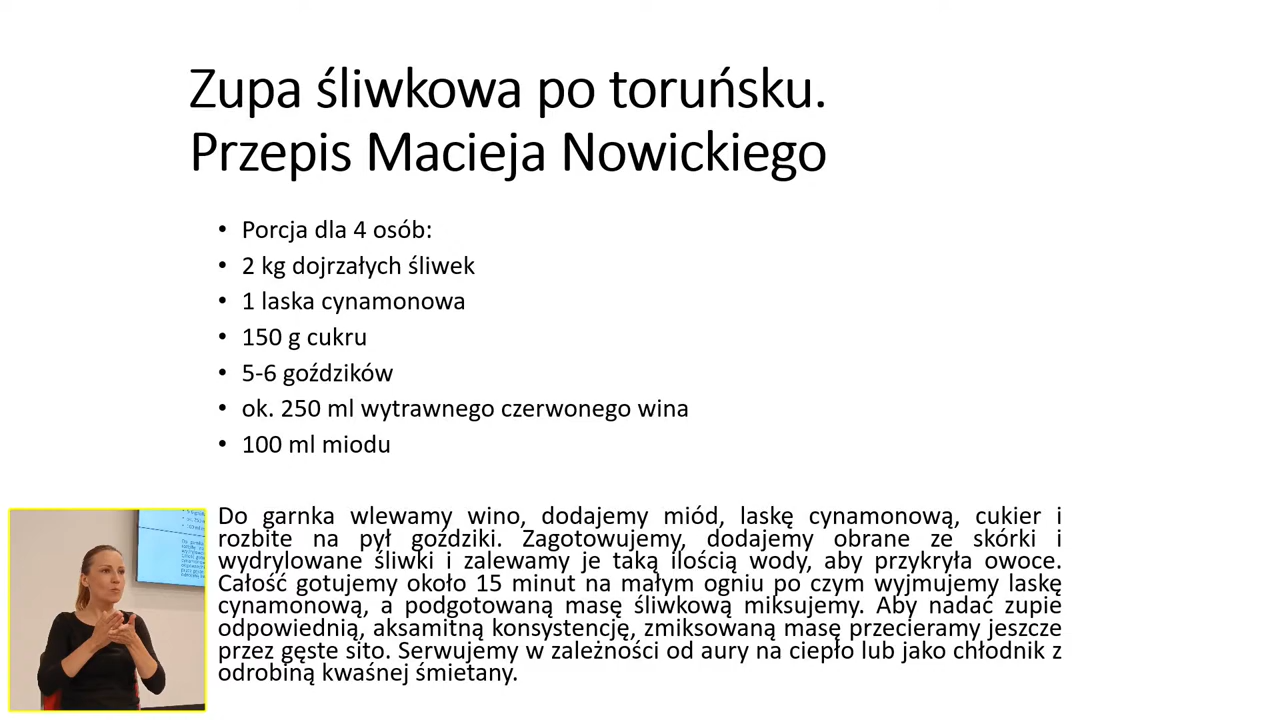 Zupa śliwkowa po toruńsku.
Przepis Macieja Nowickiego
• Porcja dla 4 osób:
• 2 kg dojrzałych śliwek
• 1 laska cynamonowa
• 150 g cukru
• 5-6 goździków
• ok. 250 ml wytrawnego czerwonego wina
• 100 ml miodu
Do garnka wlewamy wino, dodajemy miód, laskę cynamonową, cukier i
rozbite na pył goździki. Zagotowujemy, dodajemy obrane ze skórki i
wydrylowane śliwki i zalewamy je taką ilością wody, aby przykryła owoce.
Całość gotujemy około 15 minut na małym ogniu po czym wyjmujemy laskę
cynamonową, a podgotowaną masę śliwkową miksujemy. Aby nadać zupie
odpowiednią, aksamitną konsystencję, zmiksowaną masę przecieramy jeszcze
przez gęste sito. Serwujemy w zależności od aury na ciepło lub jako chłodnik z
odrobiną kwaśnej śmietany.